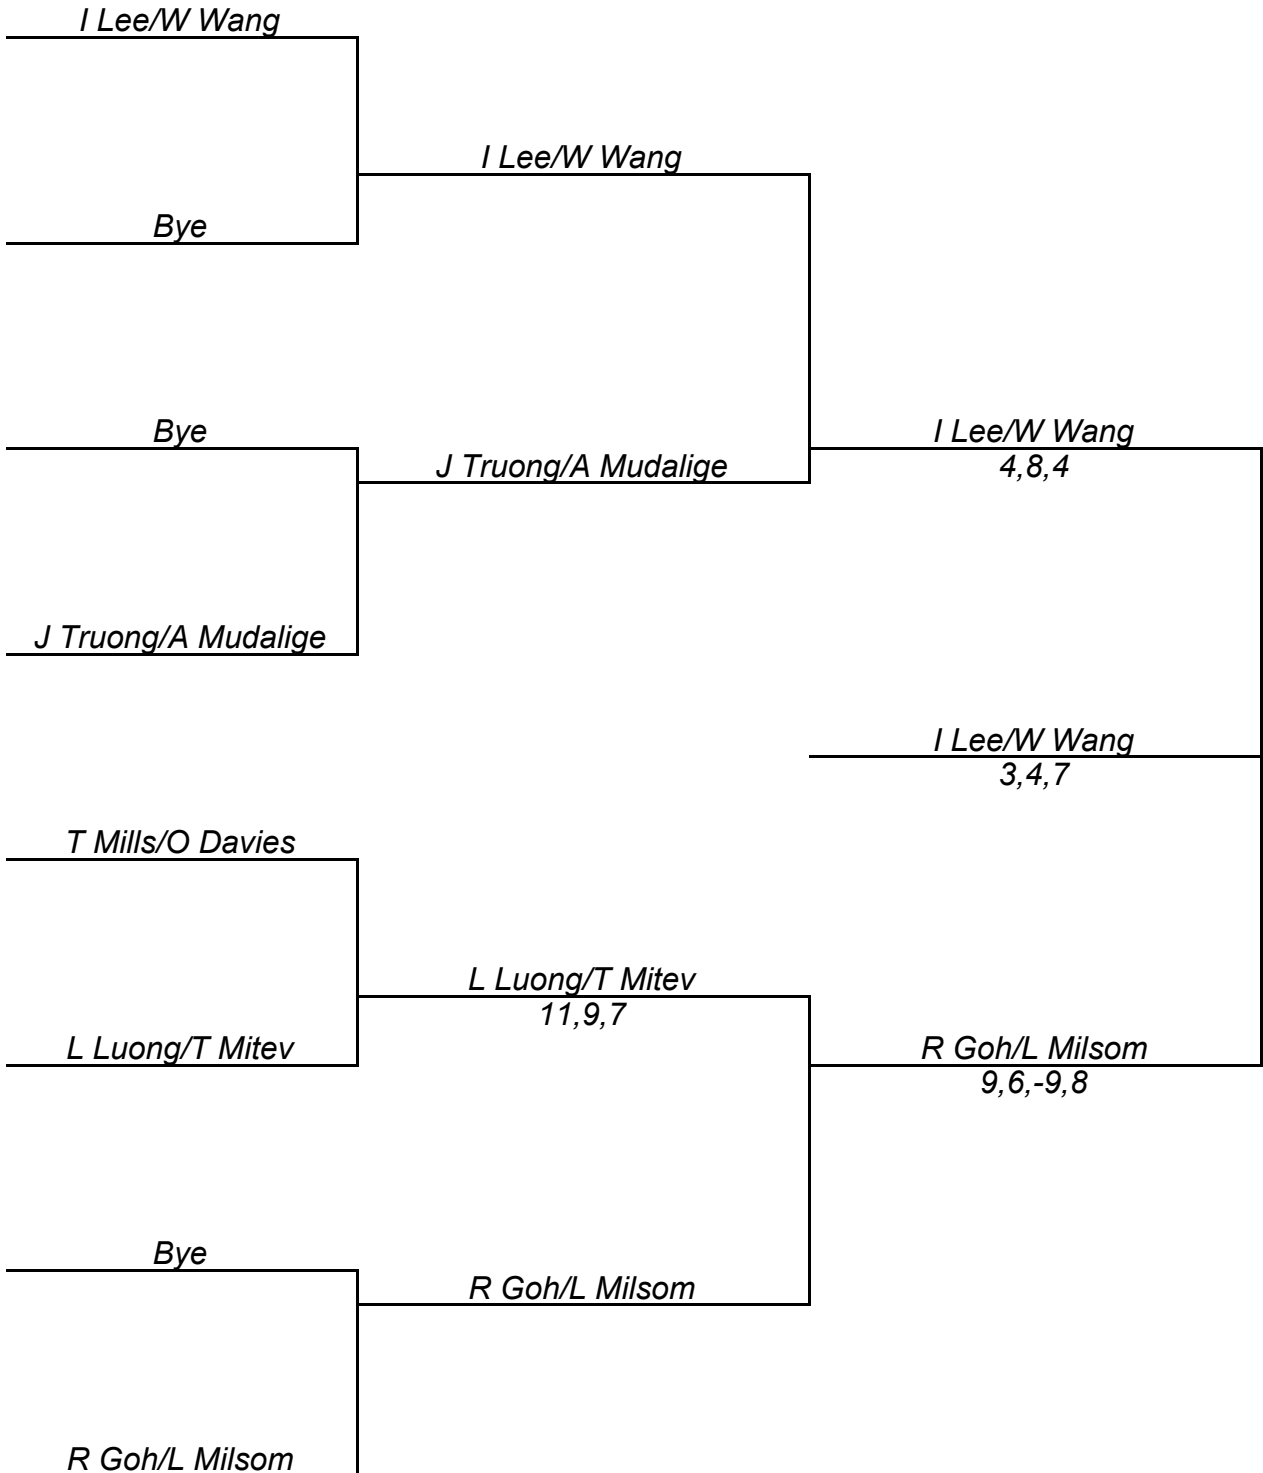 I Lee/W Wang
I Lee/W Wang
Bye
Bye
I Lee/W Wang
J Truong/A Mudalige
4,8,4
J Truong/A Mudalige
I Lee/W Wang
3,4,7
T Mills/O Davies
L Luong/T Mitev
11,9,7
L Luong/T Mitev
R Goh/L Milsom
9,6,-9,8
Bye
R Goh/L Milsom
R Goh/L Milsom